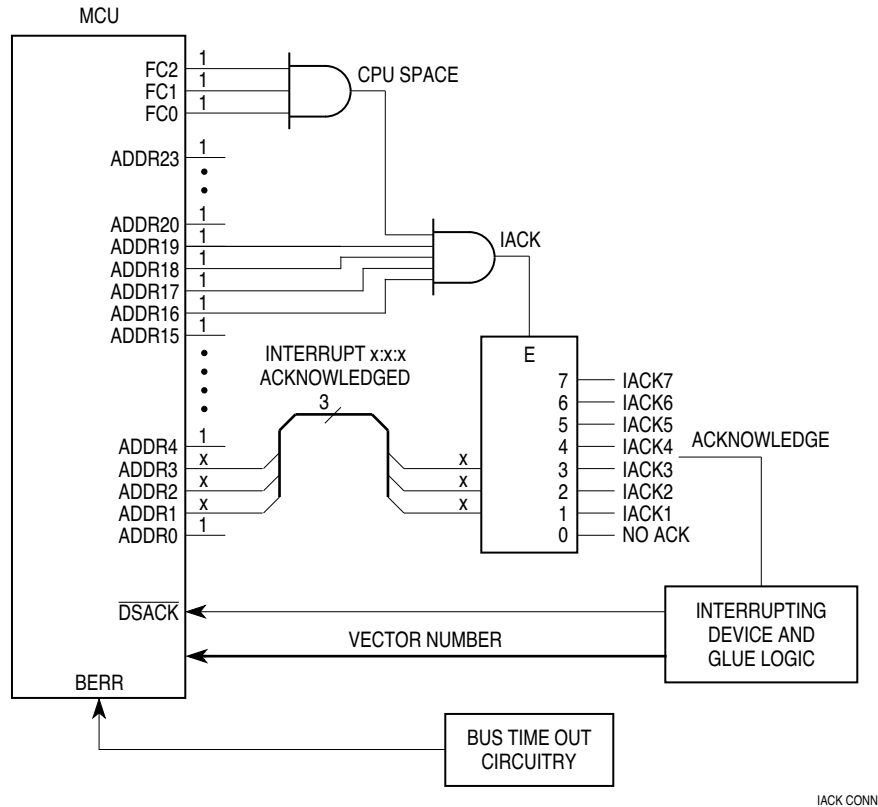 MCU
FC2 1
FC1 1
FC0 1
CPU SPACE
ADDR23 1
ADDR20 1
ADDR19 1
ADDR18 1
ADDR17 1
ADDR16 1
ADDR15 1
IACK
INTERRUPT x:x:x
ACKNOWLEDGED
3
ADDR4 1
ADDR3 x
ADDR2 x
ADDR1 x
ADDR0 1
x
x
x
E
7 IACK7
6 IACK6
5 IACK5
4 IACK4
3 IACK3
2 IACK2
1 IACK1
0 NO ACK
ACKNOWLEDGE
DSACK
VECTOR NUMBER
INTERRUPTING
DEVICE AND
GLUE LOGIC
BERR
BUS TIME OUT
CIRCUITRY
IACK CONN